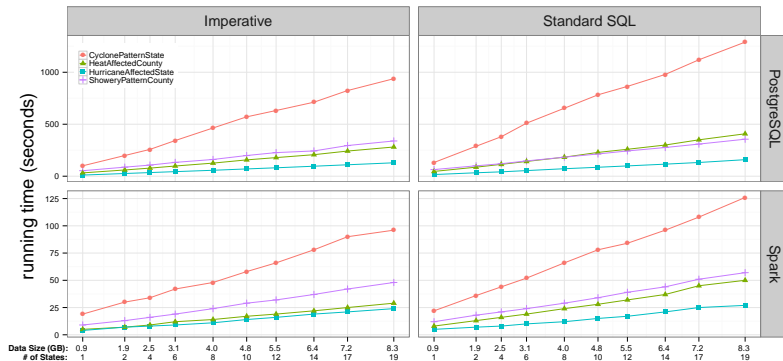 Imperative
Standard SQL
CyclonePatternState
HeatAffectedCounty
HurricaneAffectedState
ShoweryPatternCounty
1000
500
0
PostgreSQL
running time (seconds)
125
100
75
50
25
0
Spark
Data Size (GB): 0.9 1.9 2.5 3.1 4.0 4.8 5.5 6.4 7.2 8.3 0.9 1.9 2.5 3.1 4.0 4.8 5.5 6.4 7.2 8.3
# of States: 1 2 4 6 8 10 12 14 17 19 1 2 4 6 8 10 12 14 17 19